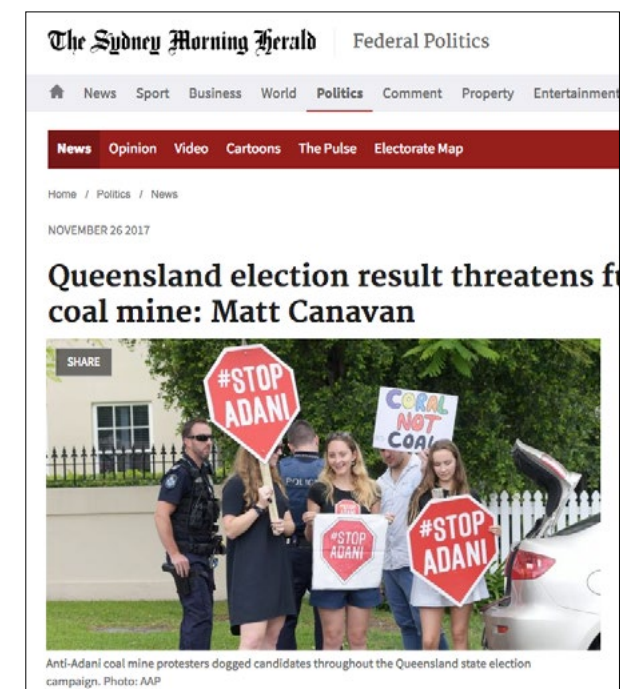 The Sydney Morning Herald Federal Politics
News Sport Business World Politics Comment Property Entertainment
News Opinion Video Cartoons The Pulse Electorate Map
Home / Politics / News
NOVEMBER 26 2017
Queensland election result threatens
coal mine: Matt Canavan
SHARE
#STOP
ADANI
CORAL
NOT
COAL
POLICE
#STOP
ADANI
#STOP
ADANI
Anti-Adani coal mine protesters dogged candidates throughout the Queensland state election
campaign. Photo: AAP